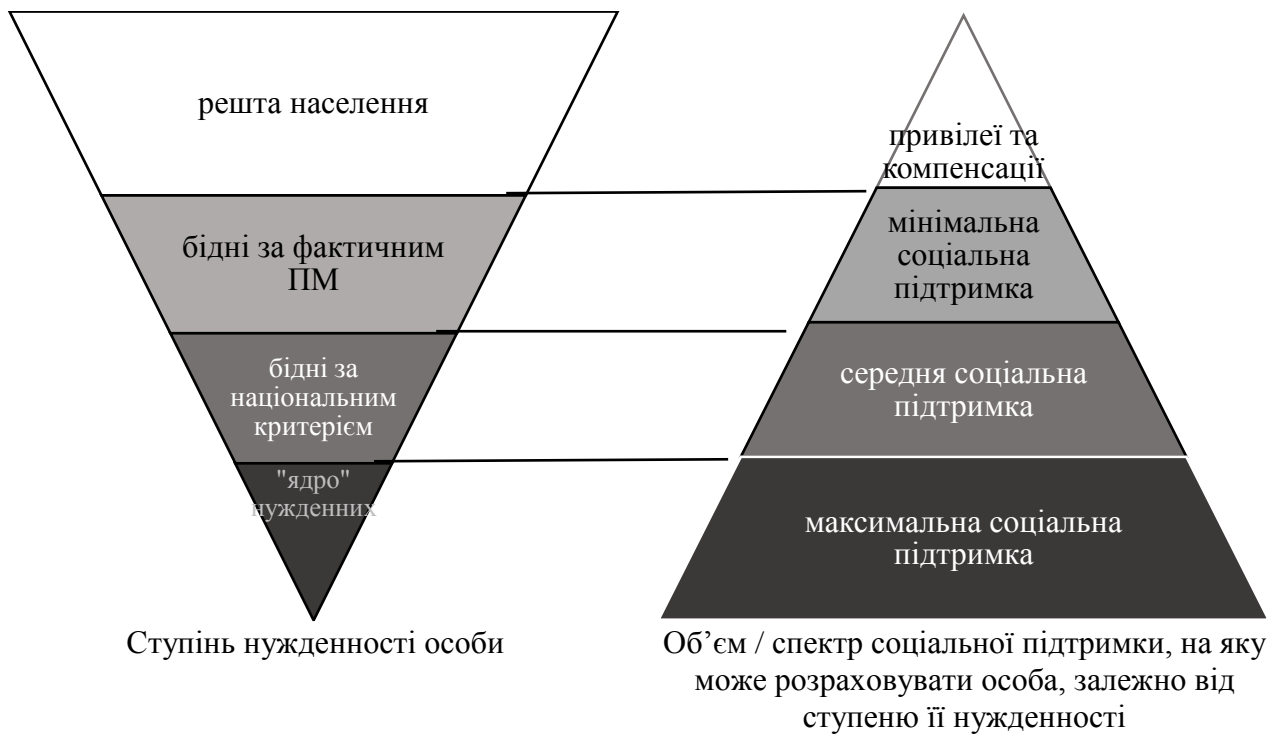 решта населення
бідні за фактичним
ПМ
бідні за
національним
критерієм
"ядро"
нужденних
Ступінь нужденності особи
привілеї та
компенсації
мінімальна
соціальна
підтримка
середня соціальна
підтримка
максимальна соціальна
підтримка
Об’єм / спектр соціальної підтримки, на яку
може розраховувати особа, залежно від
ступеню її нужденності